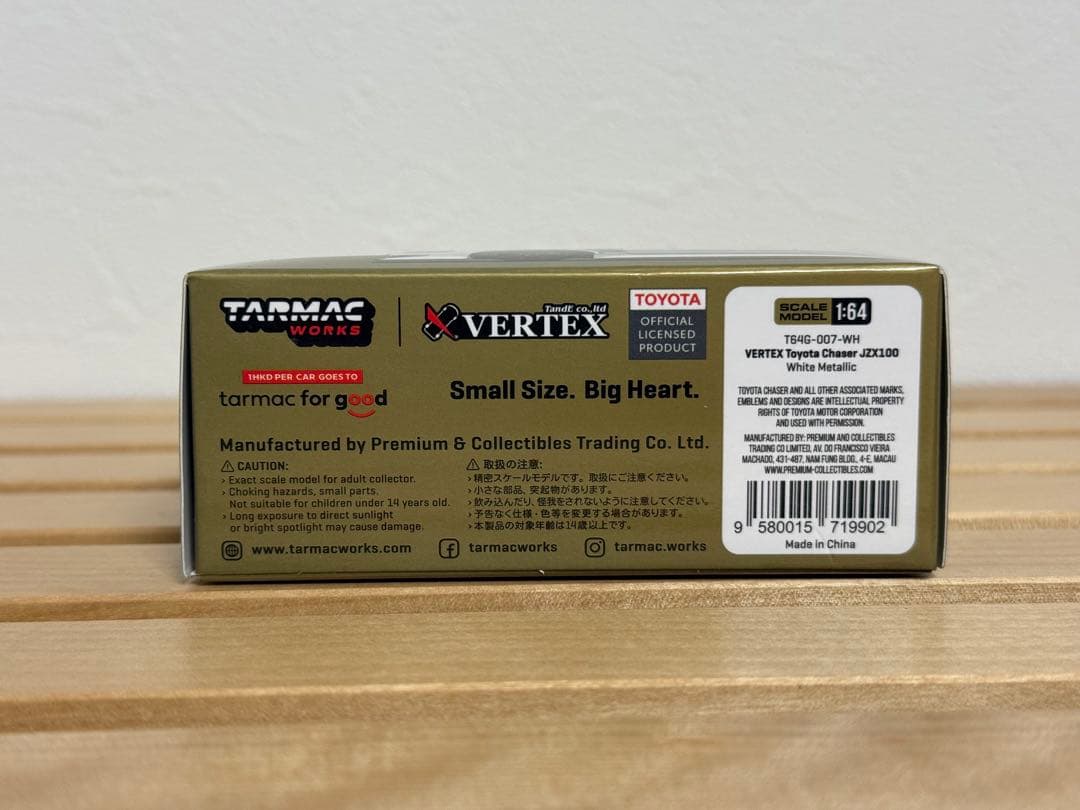 TARMAC
WORKS
TandE co.,ltd
VERTEX
TOYOTA
OFFICIAL
LICENSED
PRODUCT
1HKD PER CAR GOES TO
tarmac for good
Small Size. Big Heart.
Manufactured by Premium & Collectibles Trading Co. Ltd.
CAUTION:
› Exact scale model for adult collector.
› Choking hazards, small parts.
Not suitable for children under 14 years old.
› Long exposure to direct sunlight
or bright spotlight may cause damage.
取扱の注意:
›精密スケールモデルです。取扱にご注意ください。
›小さな部品、突起物があります。
›飲み込んだり、怪我をされないように注意してください。
›予告なく仕様・色等を変更する場合があります。
›本製品の対象年齢は14歳以上です。
www.tarmacworks.com
tarmacworks
tarmac.works
SCALE
MODEL
1:64
T64G-007-WH
VERTEX Toyota Chaser JZX100
White Metallic
TOYOTA CHASER AND ALL OTHER ASSOCIATED MARKS,
EMBLEMS AND DESIGNS ARE INTELLECTUAL PROPERTY
RIGHTS OF TOYOTA MOTOR CORPORATION
AND USED WITH PERMISSION.
MANUFACTURED BY: PREMIUM AND COLLECTIBLES
TRADING CO LIMITED, AV. DO FRANCISCO VIEIRA
MACHADO, 431-487, NAM FUNG BLDG., 4-E, MACAU
WWW.PREMIUM-COLLECTIBLES.COM
9 580015 719902
Made in China